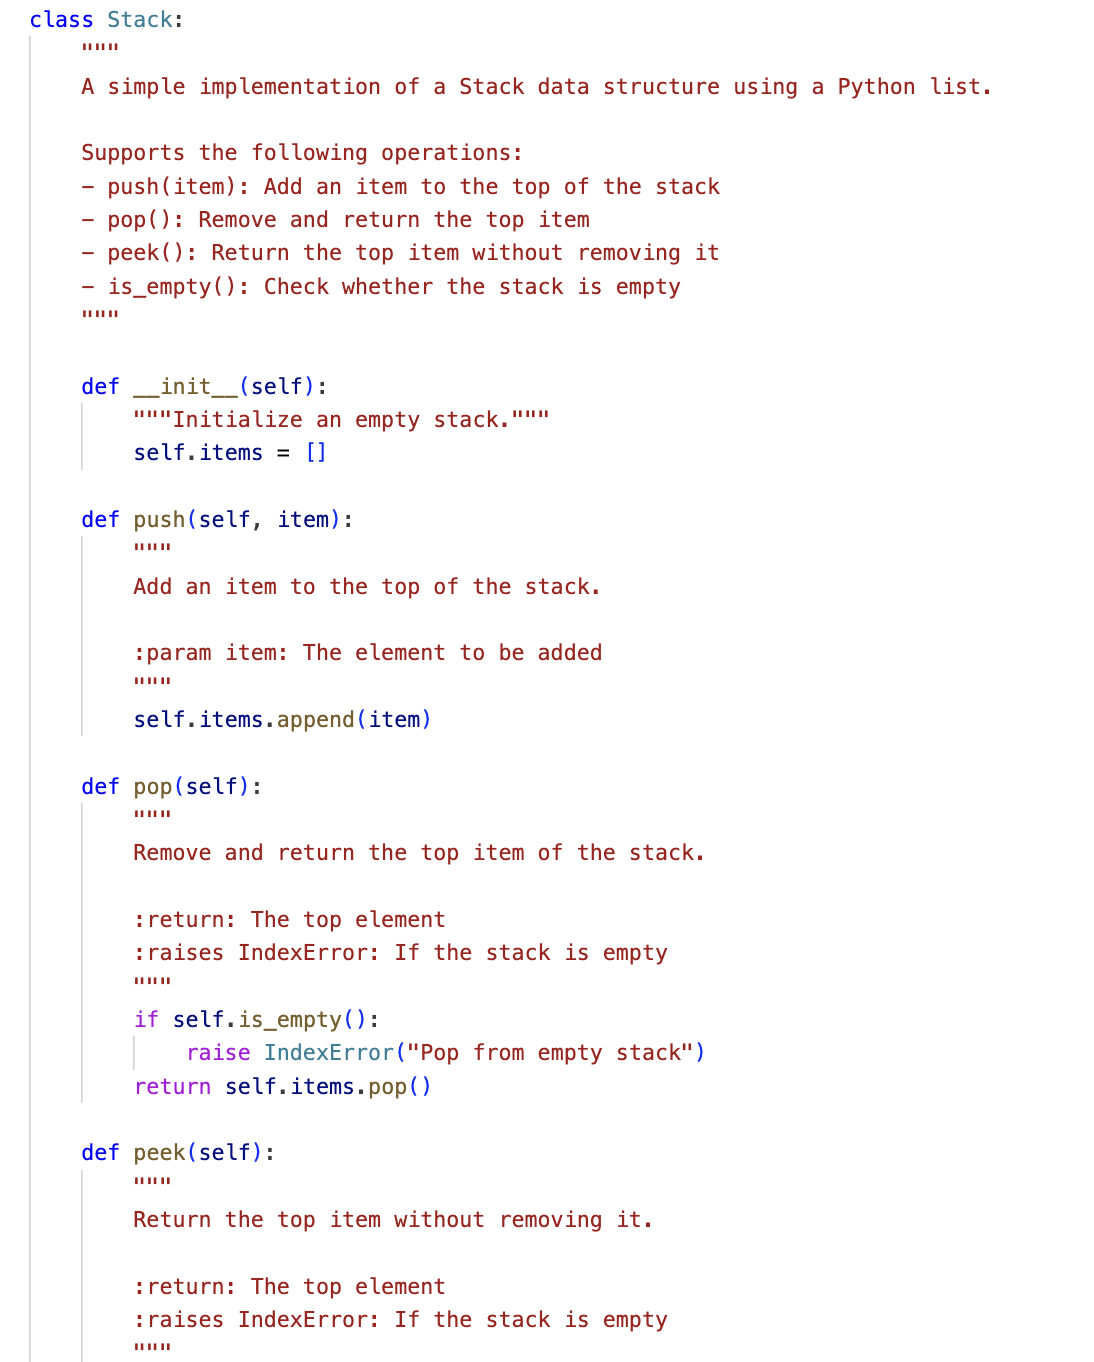 class Stack:
    """
    A simple implementation of a Stack data structure using a Python list.

    Supports the following operations:
    - push(item): Add an item to the top of the stack
    - pop(): Remove and return the top item
    - peek(): Return the top item without removing it
    - is_empty(): Check whether the stack is empty
    """

    def __init__(self):
        """Initialize an empty stack."""
        self.items = []

    def push(self, item):
        """
        Add an item to the top of the stack.

        :param item: The element to be added
        """
        self.items.append(item)

    def pop(self):
        """
        Remove and return the top item of the stack.

        :return: The top element
        :raises IndexError: If the stack is empty
        """
        if self.is_empty():
            raise IndexError("Pop from empty stack")
        return self.items.pop()

    def peek(self):
        """
        Return the top item without removing it.

        :return: The top element
        :raises IndexError: If the stack is empty
        """